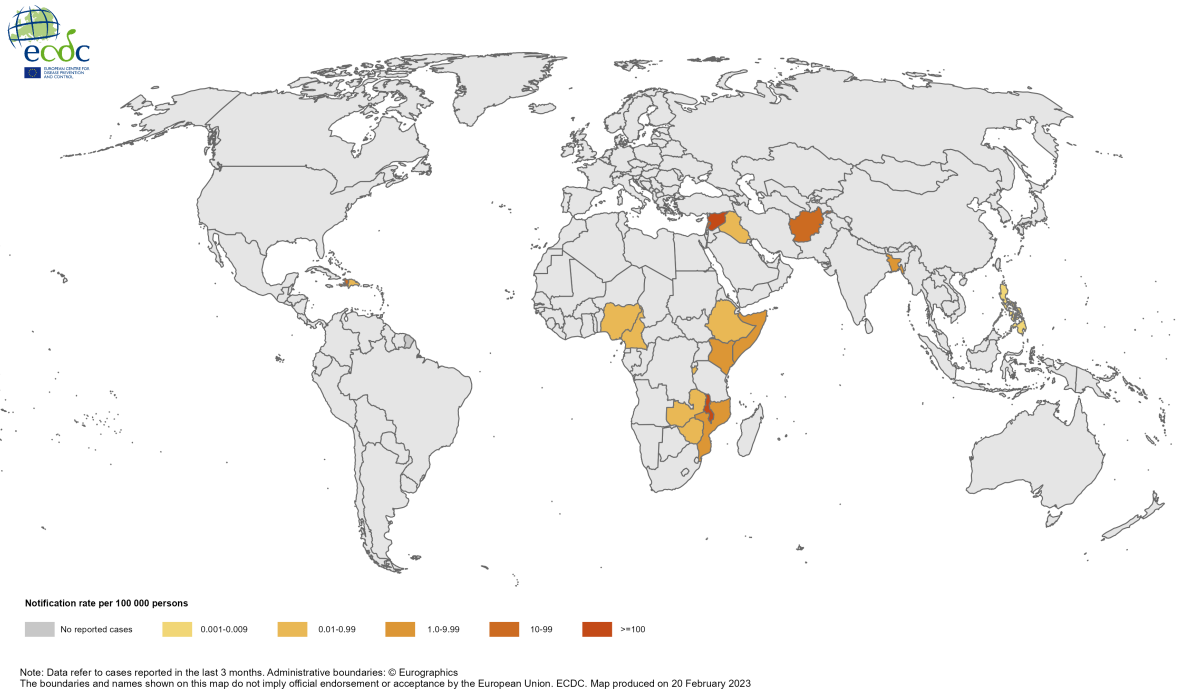 ecdc
EUROPEAN CENTRE FOR
DISEASE PREVENTION
AND CONTROL
Notification rate per 100 000 persons
No reported cases
0.001-0.009
0.01-0.99
1.0-9.99
10-99
>=100
Note: Data refer to cases reported in the last 3 months. Administrative boundaries: © Eurographics
The boundaries and names shown on this map do not imply official endorsement or acceptance by the European Union. ECDC. Map produced on 20 February 2023